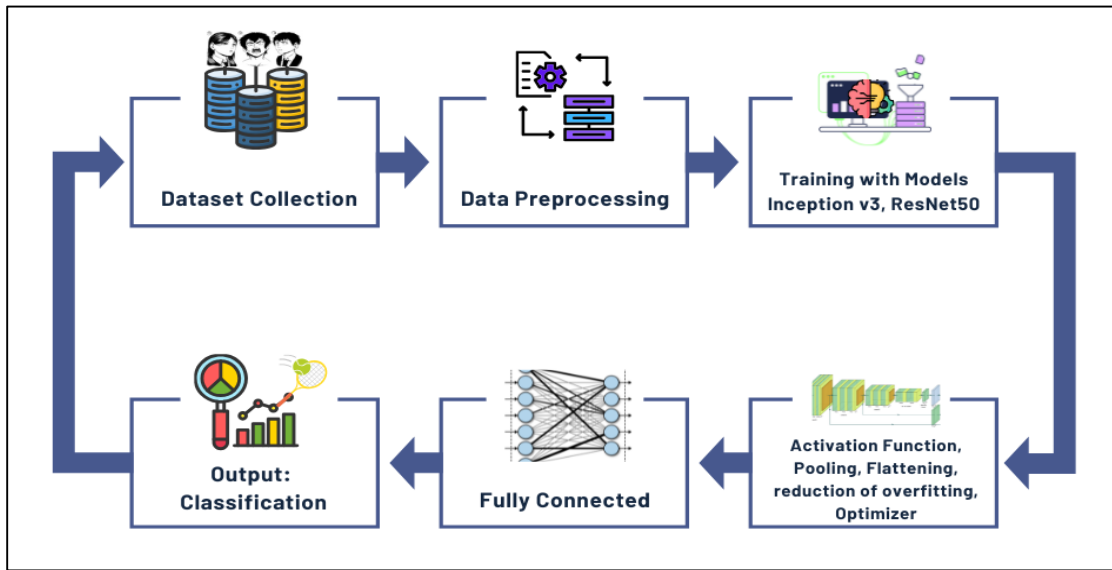 Dataset Collection
Data Preprocessing
Training with Models
Inception v3, ResNet50
Activation Function,
Pooling, Flattening,
reduction of overfitting,
Optimizer
Fully Connected
Output:
Classification